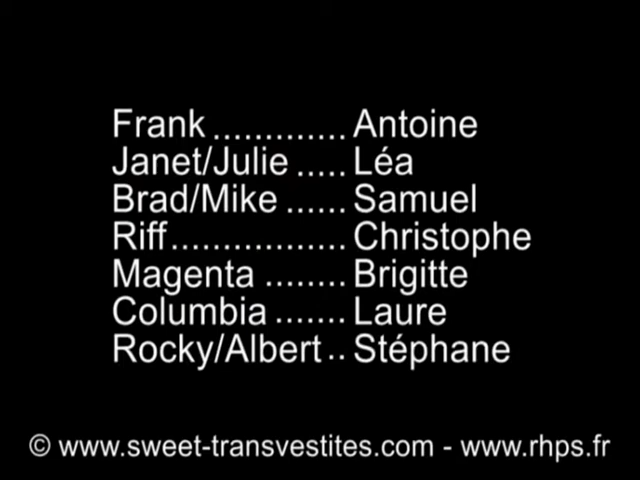 Frank ............. Antoine
Janet/Julie ..... Léa
Brad/Mike ...... Samuel
Riff................. Christophe
Magenta ........ Brigitte
Columbia ....... Laure
Rocky/Albert .. Stéphane
© www.sweet-transvestites.com - www.rhps.fr